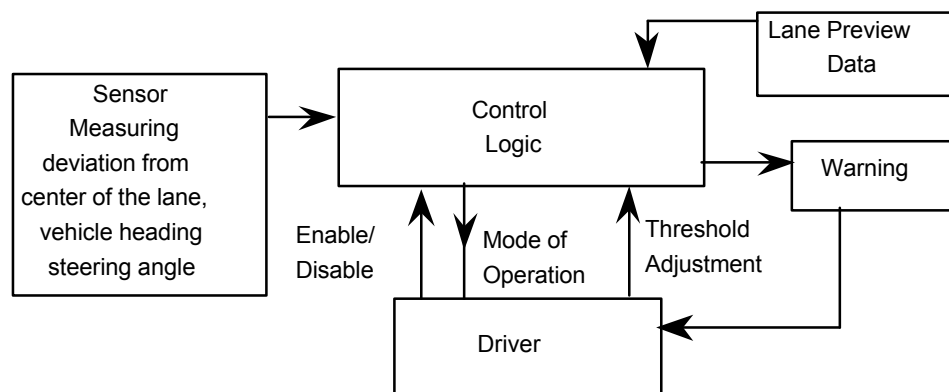 Lane Preview
Data
Sensor
Measuring
deviation from
center of the lane,
vehicle heading
steering angle
Control
Logic
Warning
Enable/
Disable
Mode of
Operation
Threshold
Adjustment
Driver